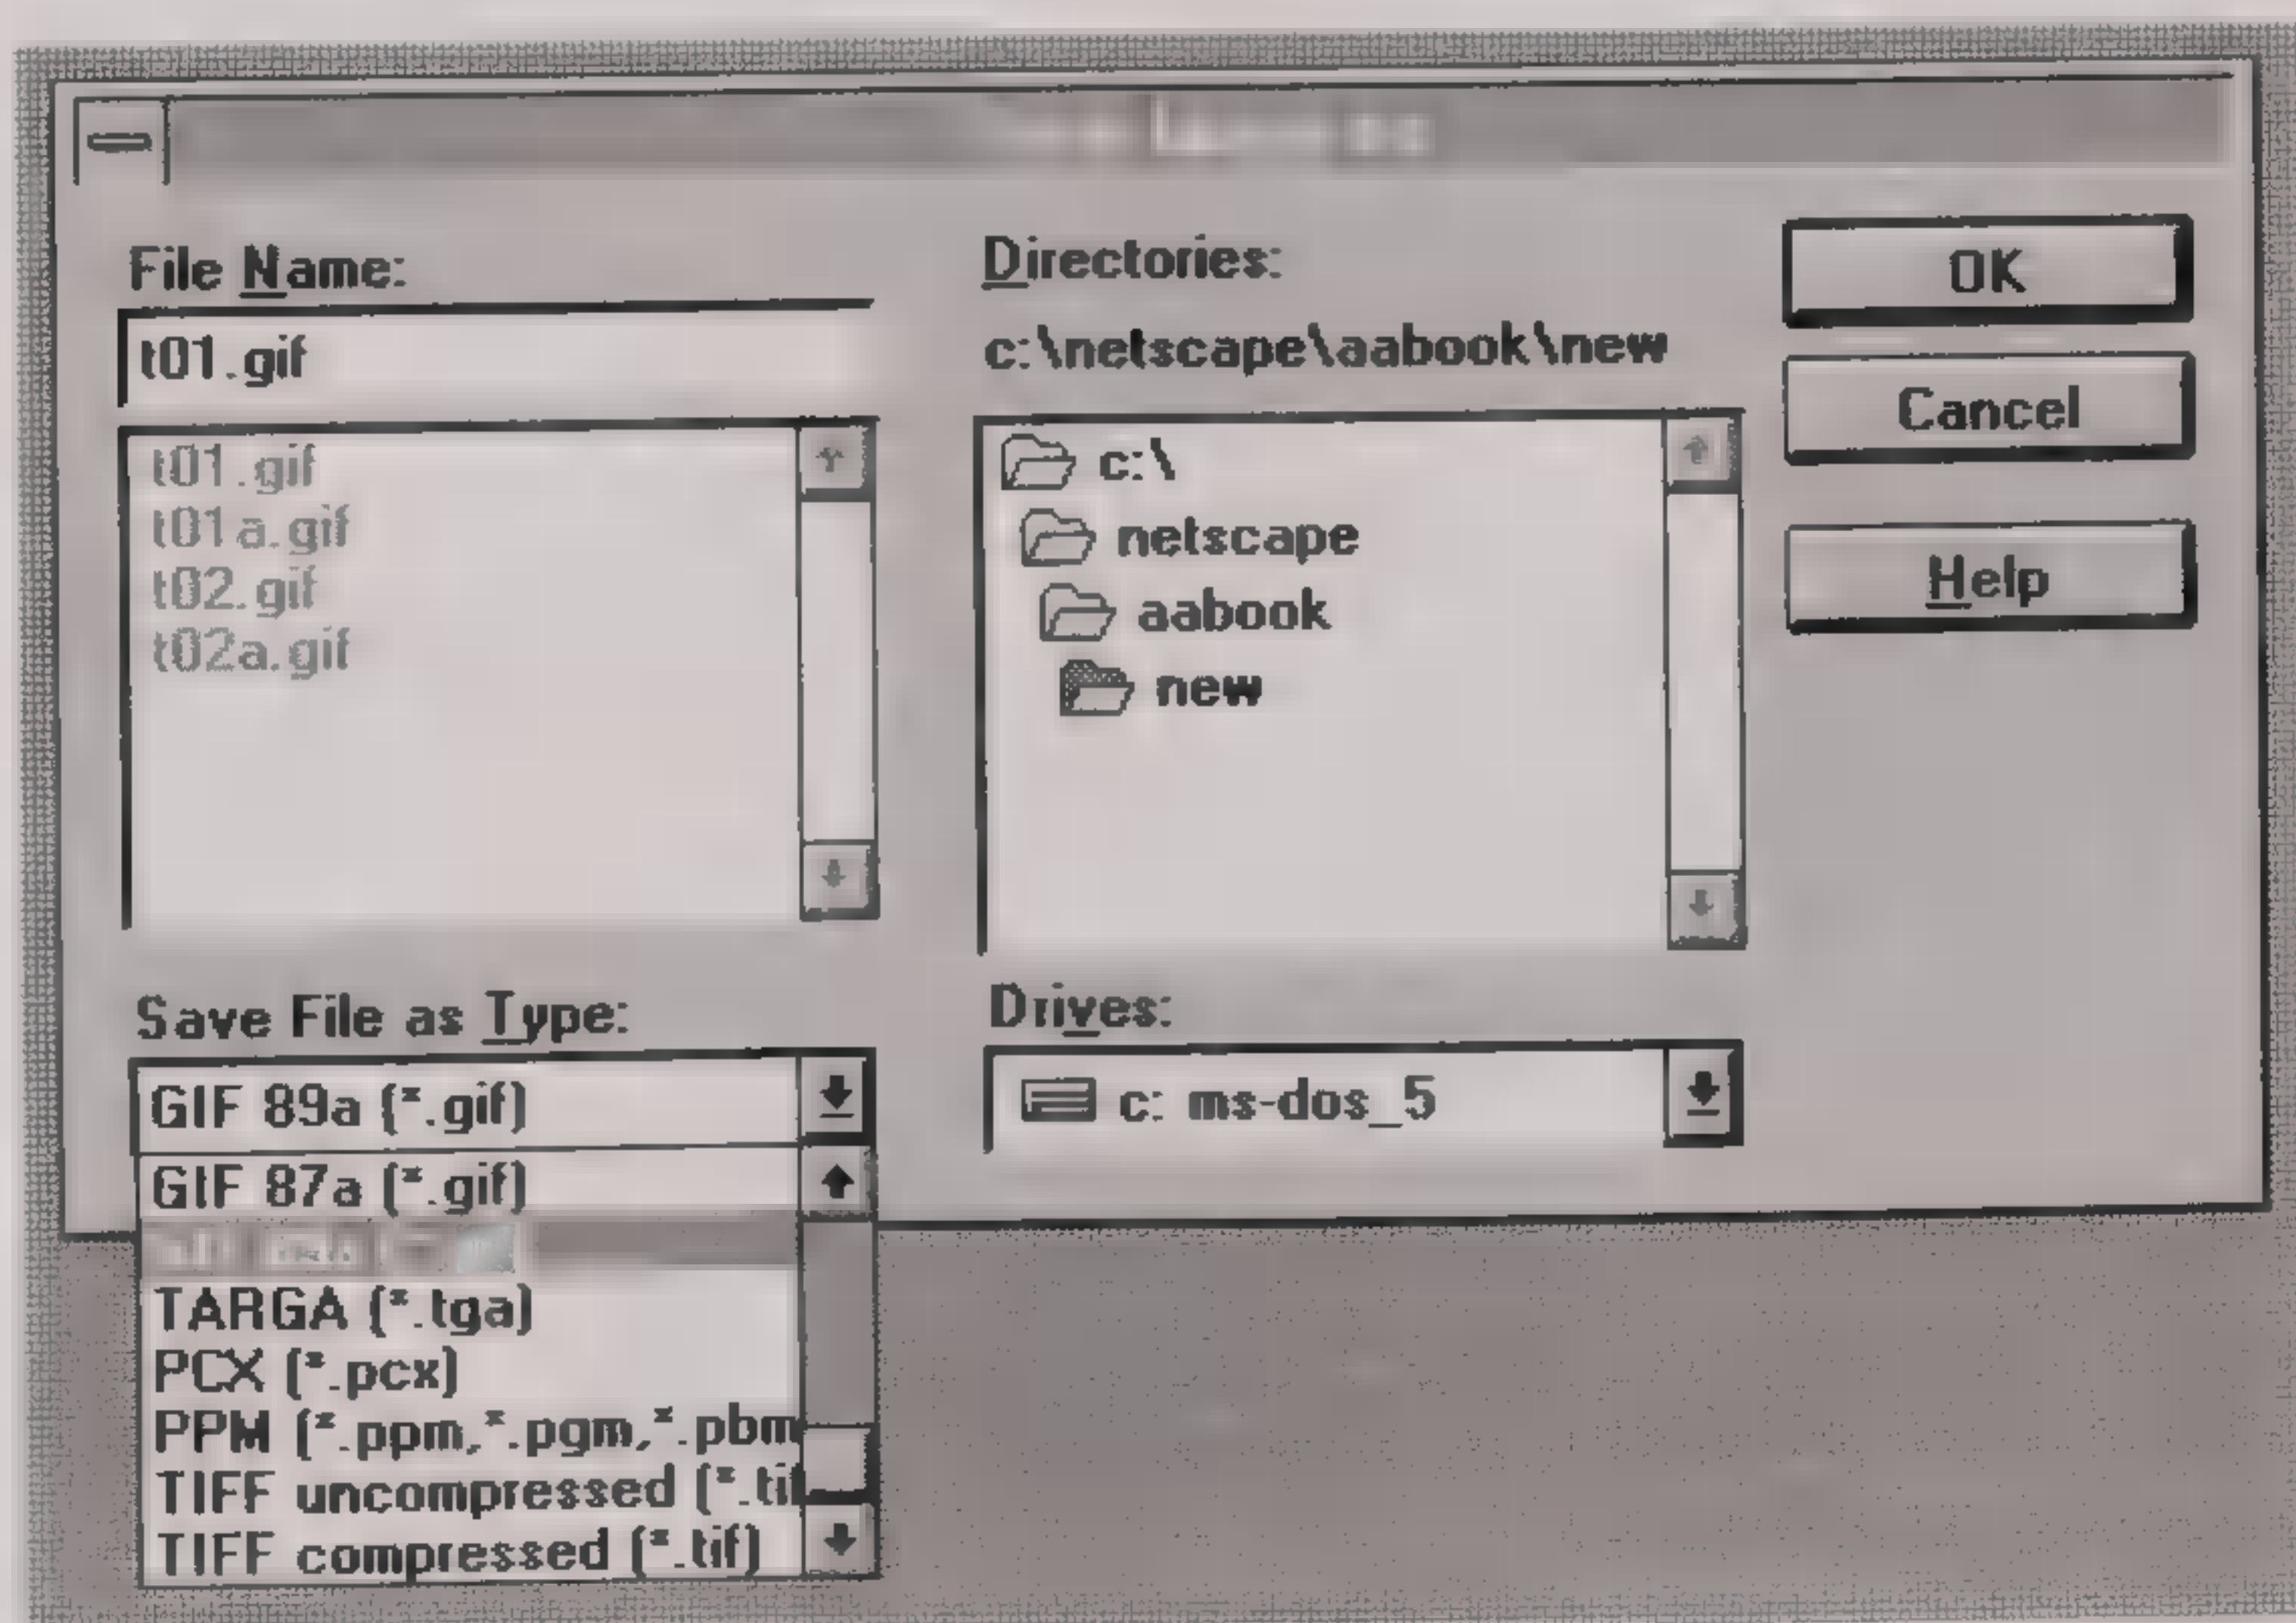 File Name:
t01.gif
t01.gif
t01a.gif
t02.gif
t02a.gif
Save File as Type:
GIF 89a (*.gif)
GIF 87a (*.gif)
TARGA (*.tga)
PCX (*.pcx)
PPM (*.ppm,*.pgm,*.pbm
TIFF uncompressed (*.tif
TIFF compressed (*.tif)
Directories:
c:\netscape\aabook\new
c:\
netscape
aabook
new
Drives:
c: ms-dos_5
OK
Cancel
Help